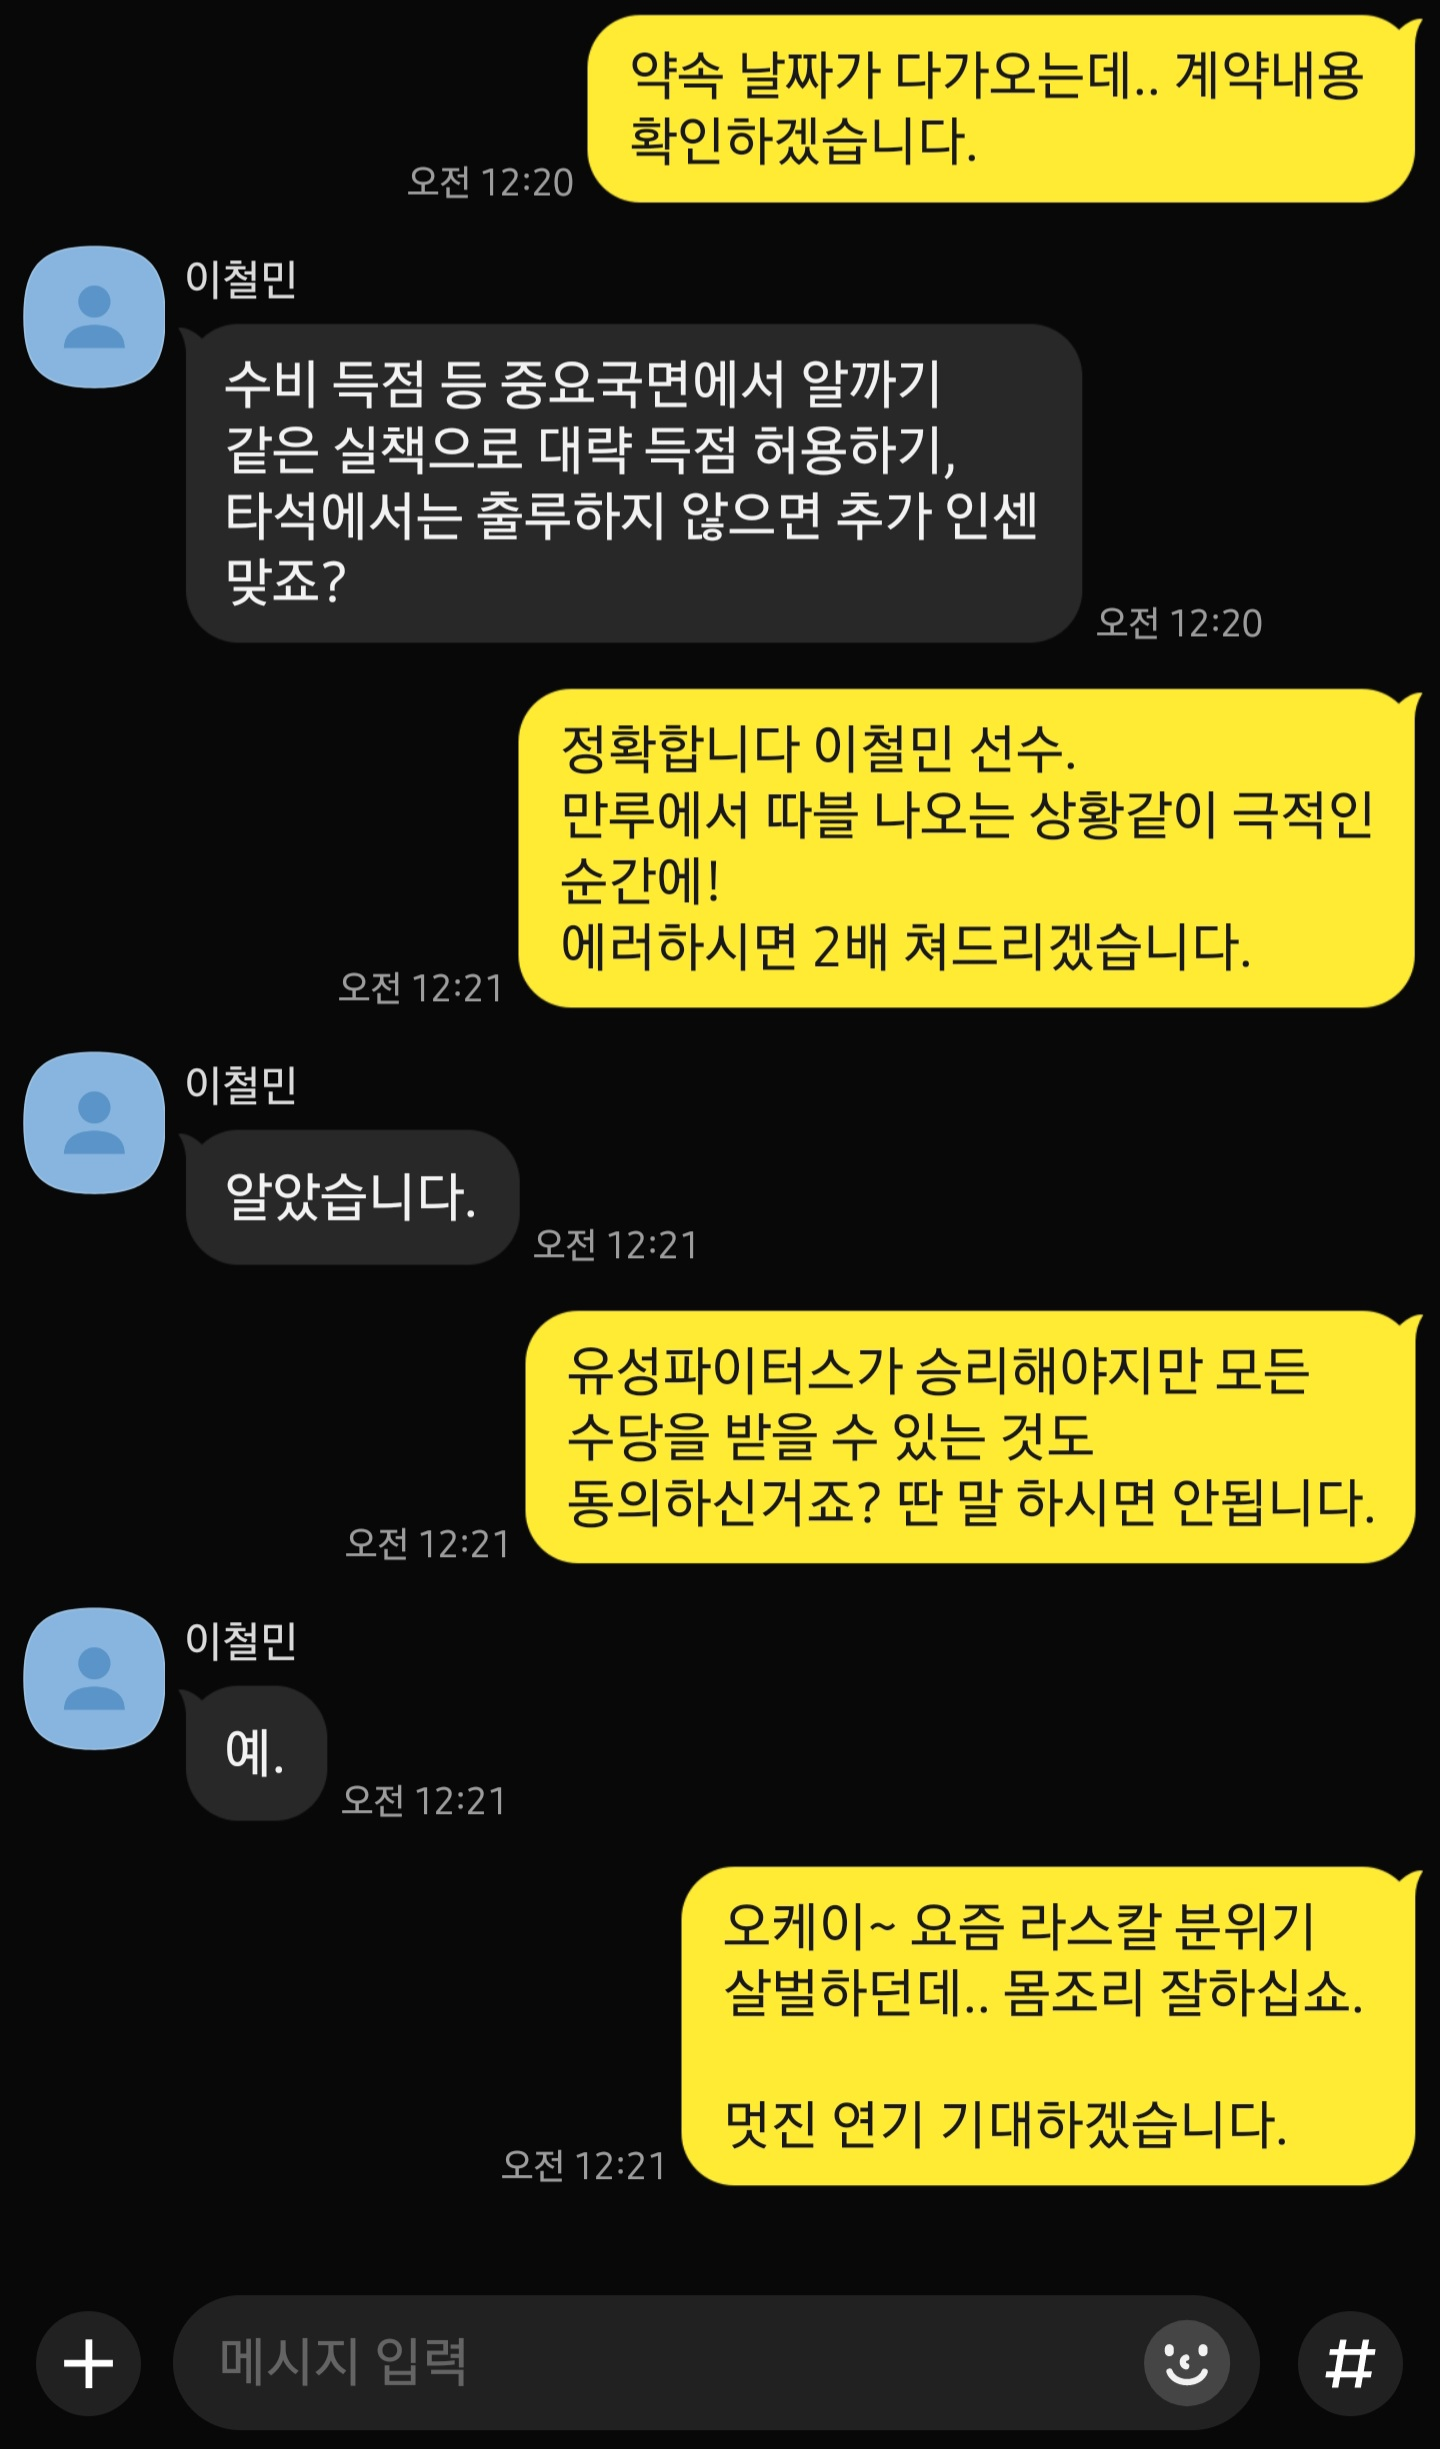 약속 날짜가 다가오는데.. 계약내용
확인하겠습니다.
오전 12:20
이철민
수비 득점 등 중요국면에서 알까기
같은 실책으로 대략 득점 허용하기,
타석에서는 출루하지 않으면 추가 인센
맞죠?
오전 12:20
정확합니다 이철민 선수.
만루에서 따블 나오는 상황같이 극적인
순간에!
에러하시면 2배 쳐드리겠습니다.
오전 12:21
이철민
알았습니다.
오전 12:21
유성파이터스가 승리해야지만 모든
수당을 받을 수 있는 것도
동의하신거죠? 딴 말 하시면 안됩니다.
오전 12:21
이철민
예.
오전 12:21
오케이~ 요즘 라스칼 분위기
살벌하던데.. 몸조리 잘하십쇼.
멋진 연기 기대하겠습니다.
오전 12:21
메시지 입력
#